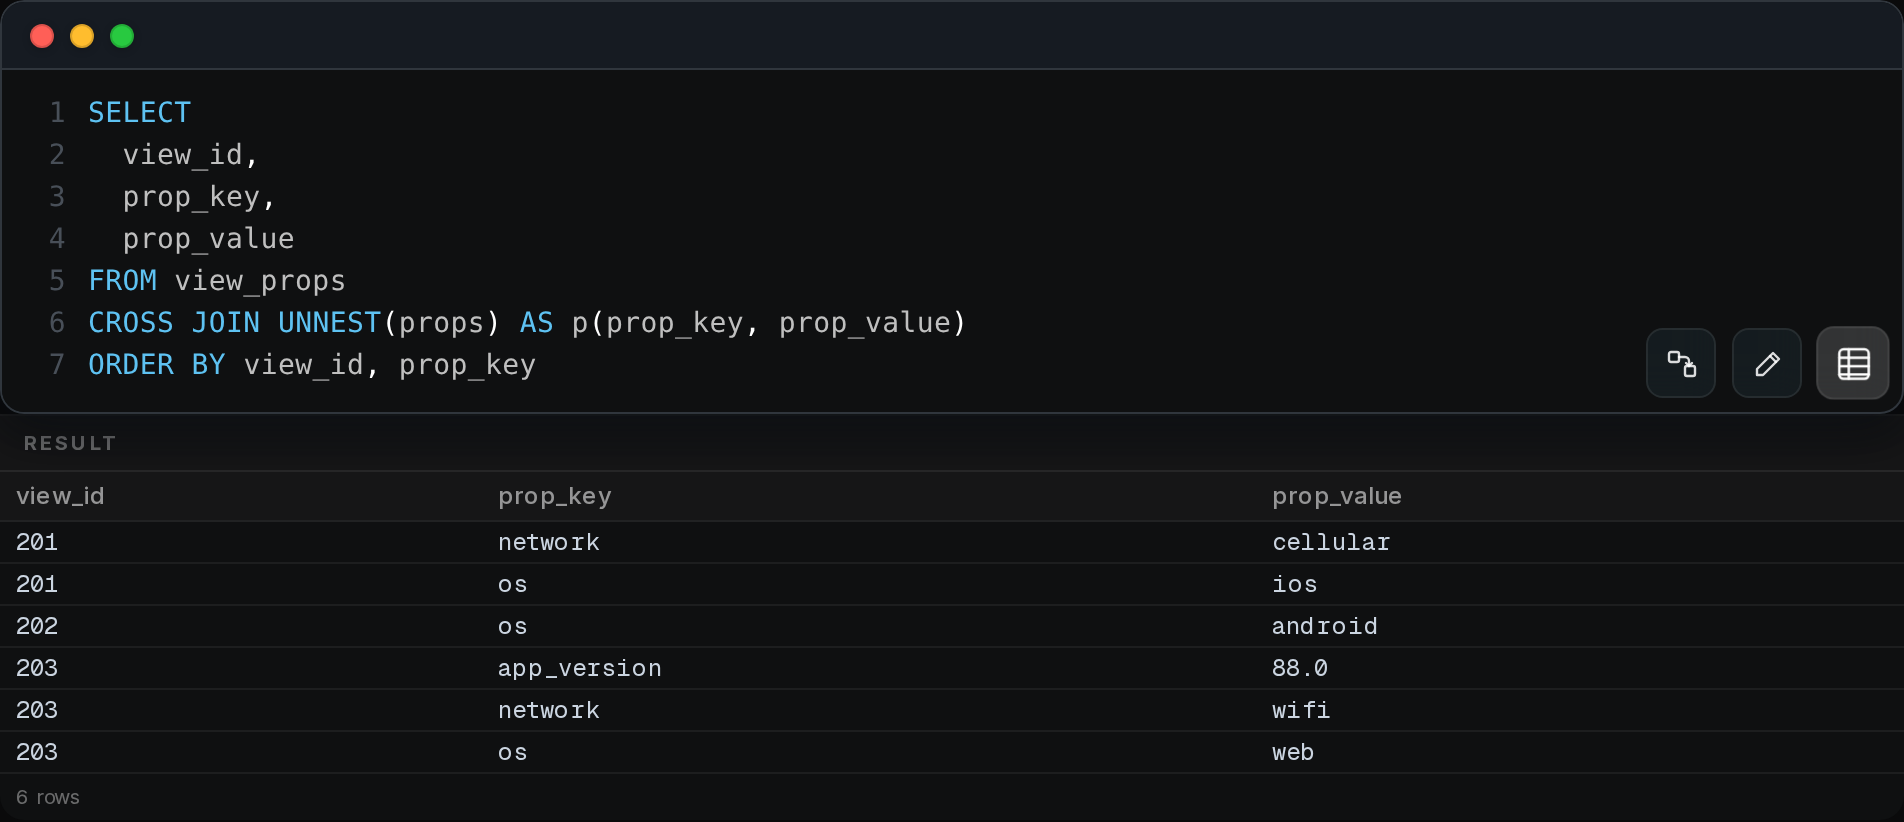 1 SELECT
2   view_id,
3   prop_key,
4   prop_value
5 FROM view_props
6 CROSS JOIN UNNEST(props) AS p(prop_key, prop_value)
7 ORDER BY view_id, prop_key
RESULT
view_id prop_key prop_value
201 network cellular
201 os ios
202 os android
203 app_version 88.0
203 network wifi
203 os web
6 rows